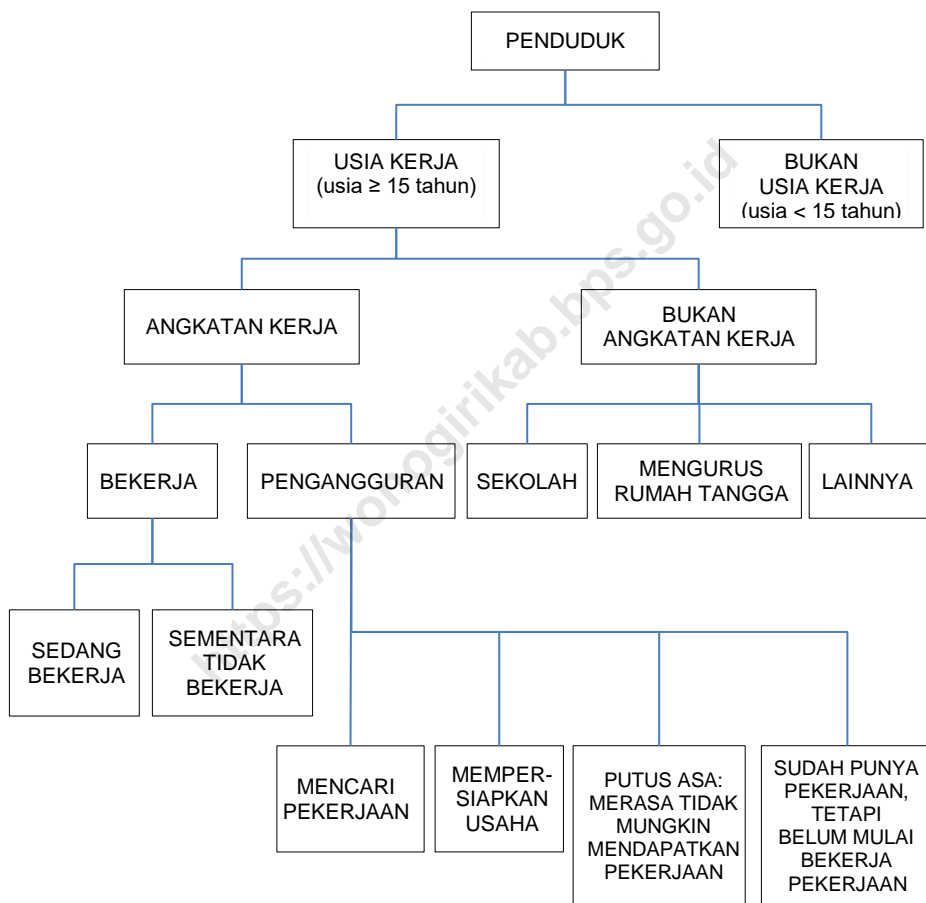 PENDUDUK
USIA KERJA
(usia ≥ 15 tahun)
BUKAN
USIA KERJA
(usia < 15 tahun)
ANGKATAN KERJA
BUKAN
ANGKATAN KERJA
BEKERJA
PENGANGGURAN
SEKOLAH
MENGURUS
RUMAH TANGGA
LAINNYA
SEDANG
BEKERJA
SEMENTARA
TIDAK
BEKERJA
MENCARI
PEKERJAAN
MEMPER-
SIAPKAN
USAHA
PUTUS ASA:
MERASA TIDAK
MUNGKIN
MENDAPATKAN
PEKERJAAN
SUDAH PUNYA
PEKERJAAN,
TETAPI
BELUM MULAI
BEKERJA
PEKERJAAN
https://wonogirikab.bps.go.id